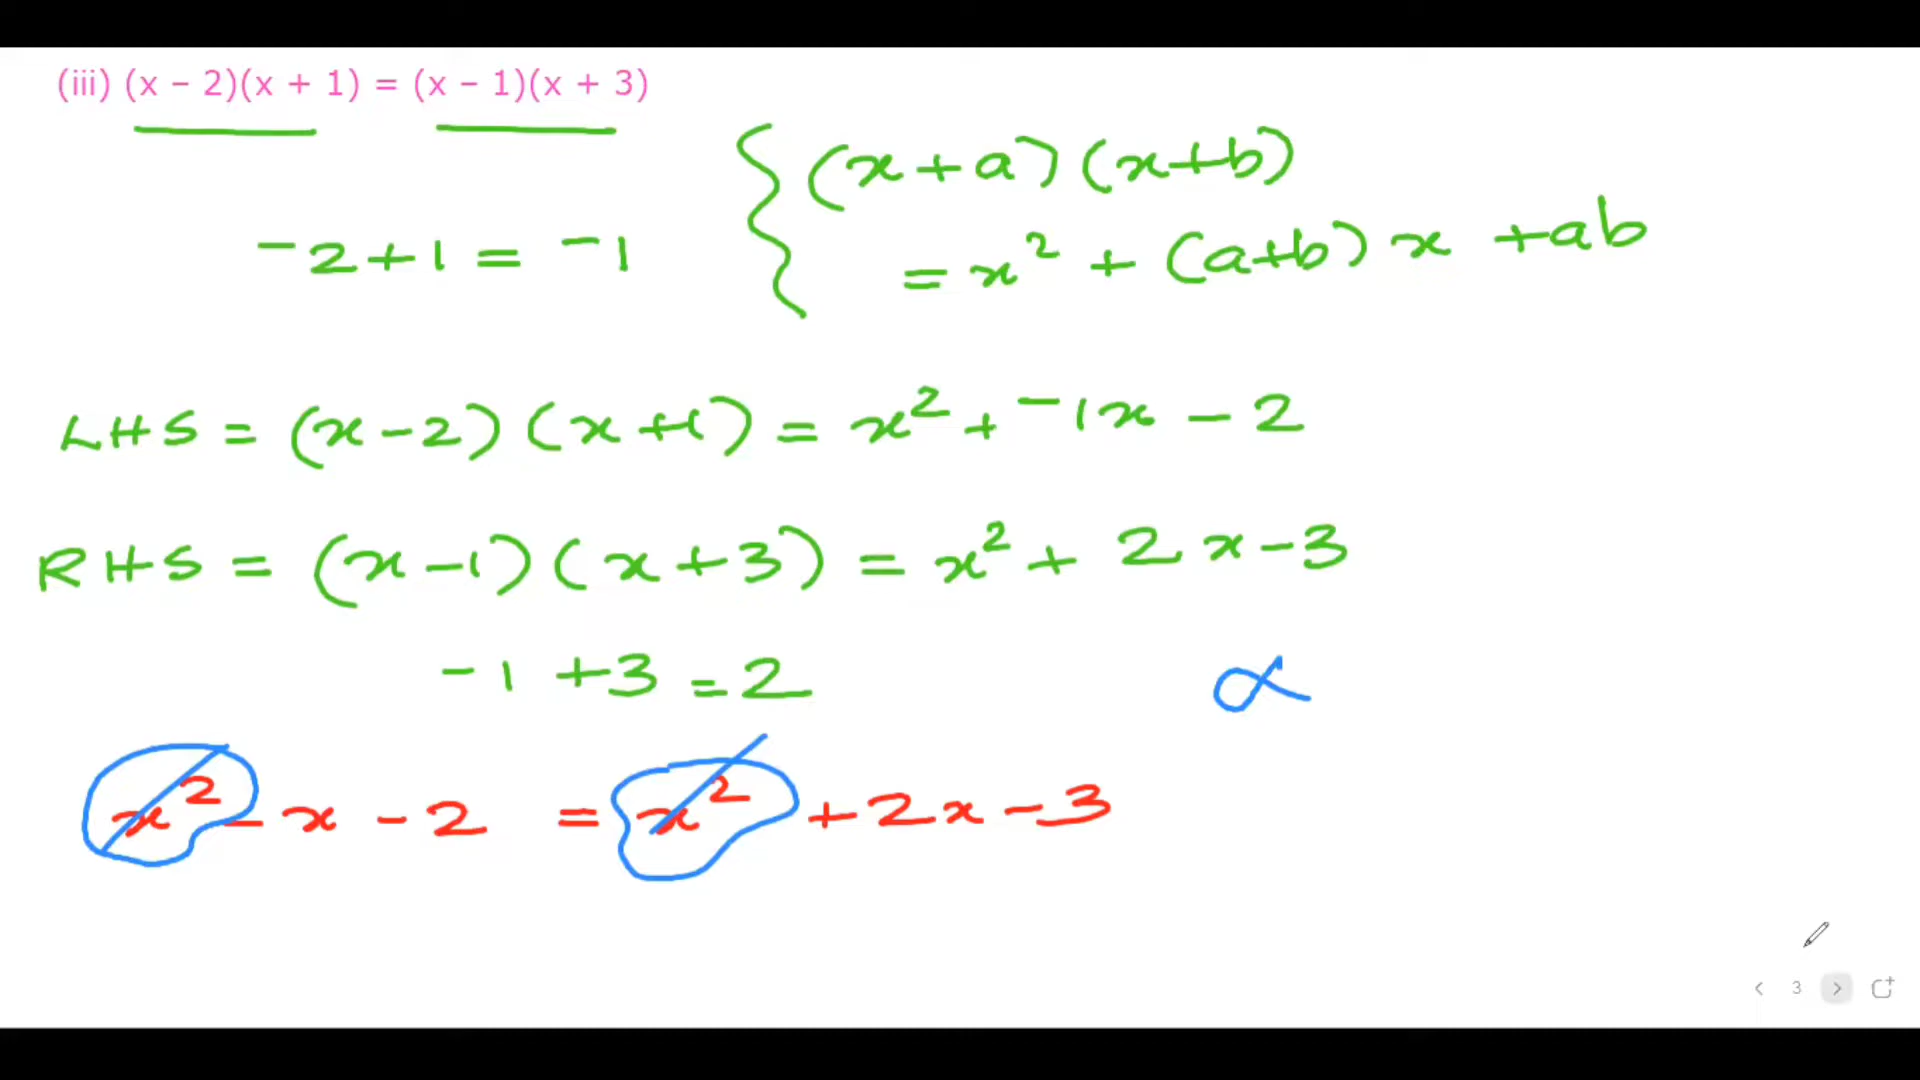 (iii) (x – 2)(x + 1) = (x – 1)(x + 3)
(x+a) (x+b)
-2+1 = -1
= x² + (a+b) x +ab
LHS = (x-2) (x+1) = x² + -1x - 2
RHS = (x-1) (x+3) = x² + 2x-3
-1 +3 =2
α
x² - x - 2 = x² +2x-3
3